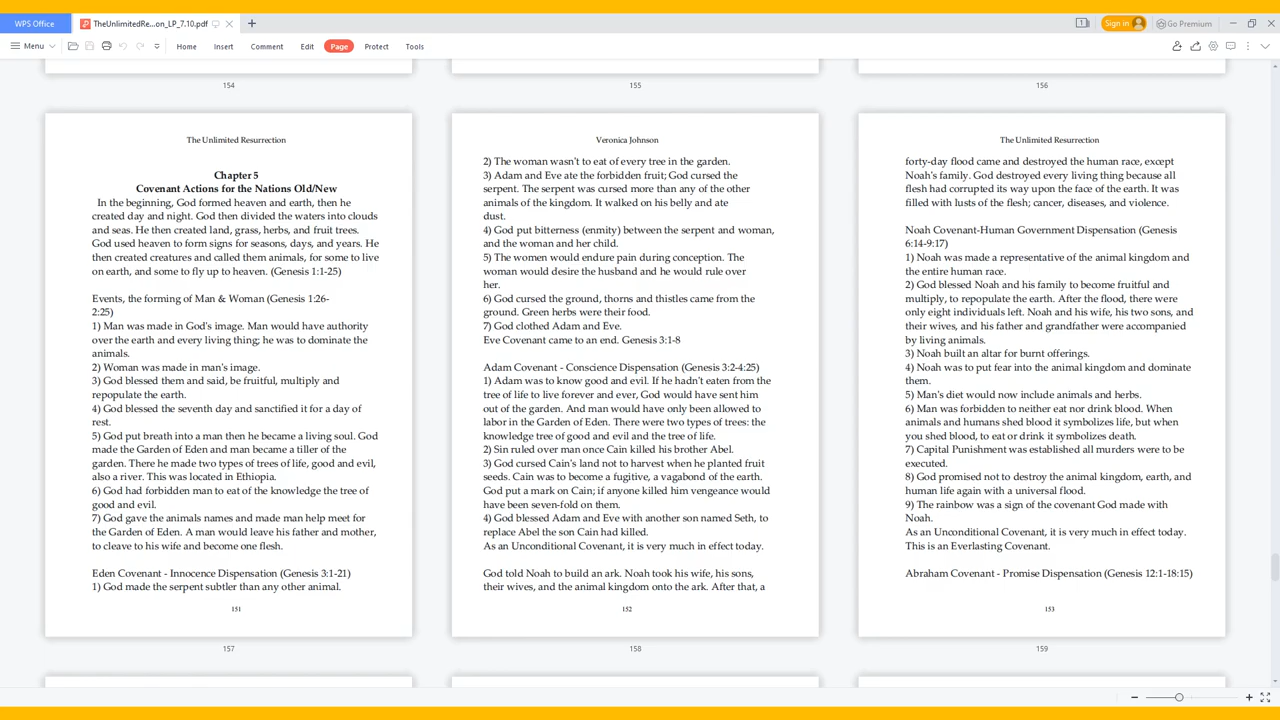 WPS Office
TheUnlimitedRe...on_LP_7.10.pdf
1
Sign in
Go Premium
Menu
Home
Insert
Comment
Edit
Page
Protect
Tools
154
155
156
The Unlimited Resurrection
Chapter 5
Covenant Actions for the Nations Old/New
In the beginning, God formed heaven and earth, then he
created day and night. God then divided the waters into clouds
and seas. He then created land, grass, herbs, and fruit trees.
God used heaven to form signs for seasons, days, and years. He
then created creatures and called them animals, for some to live
on earth, and some to fly up to heaven. (Genesis 1:1-25)
Events, the forming of Man & Woman (Genesis 1:26-
2:25)
1) Man was made in God's image. Man would have authority
over the earth and every living thing; he was to dominate the
animals.
2) Woman was made in man's image.
3) God blessed them and said, be fruitful, multiply and
repopulate the earth.
4) God blessed the seventh day and sanctified it for a day of
rest.
5) God put breath into a man then he became a living soul. God
made the Garden of Eden and man became a tiller of the
garden. There he made two types of trees of life, good and evil,
also a river. This was located in Ethiopia.
6) God had forbidden man to eat of the knowledge the tree of
good and evil.
7) God gave the animals names and made man help meet for
the Garden of Eden. A man would leave his father and mother,
to cleave to his wife and become one flesh.
Eden Covenant - Innocence Dispensation (Genesis 3:1-21)
1) God made the serpent subtler than any other animal.
151
157
Veronica Johnson
2) The woman wasn't to eat of every tree in the garden.
3) Adam and Eve ate the forbidden fruit; God cursed the
serpent. The serpent was cursed more than any of the other
animals of the kingdom. It walked on his belly and ate
dust.
4) God put bitterness (enmity) between the serpent and woman,
and the woman and her child.
5) The women would endure pain during conception. The
woman would desire the husband and he would rule over
her.
6) God cursed the ground, thorns and thistles came from the
ground. Green herbs were their food.
7) God clothed Adam and Eve.
Eve Covenant came to an end. Genesis 3:1-8
Adam Covenant - Conscience Dispensation (Genesis 3:2-4:25)
1) Adam was to know good and evil. If he hadn't eaten from the
tree of life to live forever and ever, God would have sent him
out of the garden. And man would have only been allowed to
labor in the Garden of Eden. There were two types of trees: the
knowledge tree of good and evil and the tree of life.
2) Sin ruled over man once Cain killed his brother Abel.
3) God cursed Cain's land not to harvest when he planted fruit
seeds. Cain was to become a fugitive, a vagabond of the earth.
God put a mark on Cain; if anyone killed him vengeance would
have been seven-fold on them.
4) God blessed Adam and Eve with another son named Seth, to
replace Abel the son Cain had killed.
As an Unconditional Covenant, it is very much in effect today.
God told Noah to build an ark. Noah took his wife, his sons,
their wives, and the animal kingdom onto the ark. After that, a
152
158
The Unlimited Resurrection
forty-day flood came and destroyed the human race, except
Noah's family. God destroyed every living thing because all
flesh had corrupted its way upon the face of the earth. It was
filled with lusts of the flesh; cancer, diseases, and violence.
Noah Covenant-Human Government Dispensation (Genesis
6:14-9:17)
1) Noah was made a representative of the animal kingdom and
the entire human race.
2) God blessed Noah and his family to become fruitful and
multiply, to repopulate the earth. After the flood, there were
only eight individuals left. Noah and his wife, his two sons, and
their wives, and his father and grandfather were accompanied
by living animals.
3) Noah built an altar for burnt offerings.
4) Noah was to put fear into the animal kingdom and dominate
them.
5) Man's diet would now include animals and herbs.
6) Man was forbidden to neither eat nor drink blood. When
animals and humans shed blood it symbolizes life, but when
you shed blood, to eat or drink it symbolizes death.
7) Capital Punishment was established all murders were to be
executed.
8) God promised not to destroy the animal kingdom, earth, and
human life again with a universal flood.
9) The rainbow was a sign of the covenant God made with
Noah.
As an Unconditional Covenant, it is very much in effect today.
This is an Everlasting Covenant.
Abraham Covenant - Promise Dispensation (Genesis 12:1-18:15)
153
159